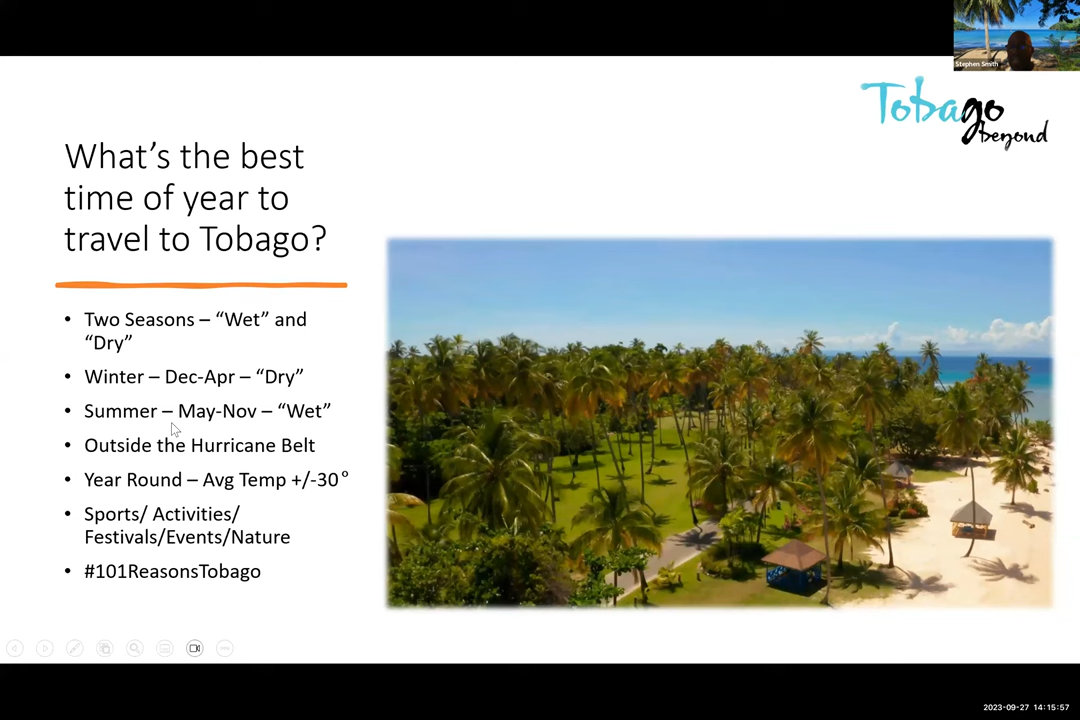 Stephen Smith
Tobago
beyond
What’s the best
time of year to
travel to Tobago?
• Two Seasons – “Wet” and
“Dry”
• Winter – Dec-Apr – “Dry”
• Summer – May-Nov – “Wet”
• Outside the Hurricane Belt
• Year Round – Avg Temp +/-30°
• Sports/ Activities/
Festivals/Events/Nature
• #101ReasonsTobago
2023-09-27 14:15:57